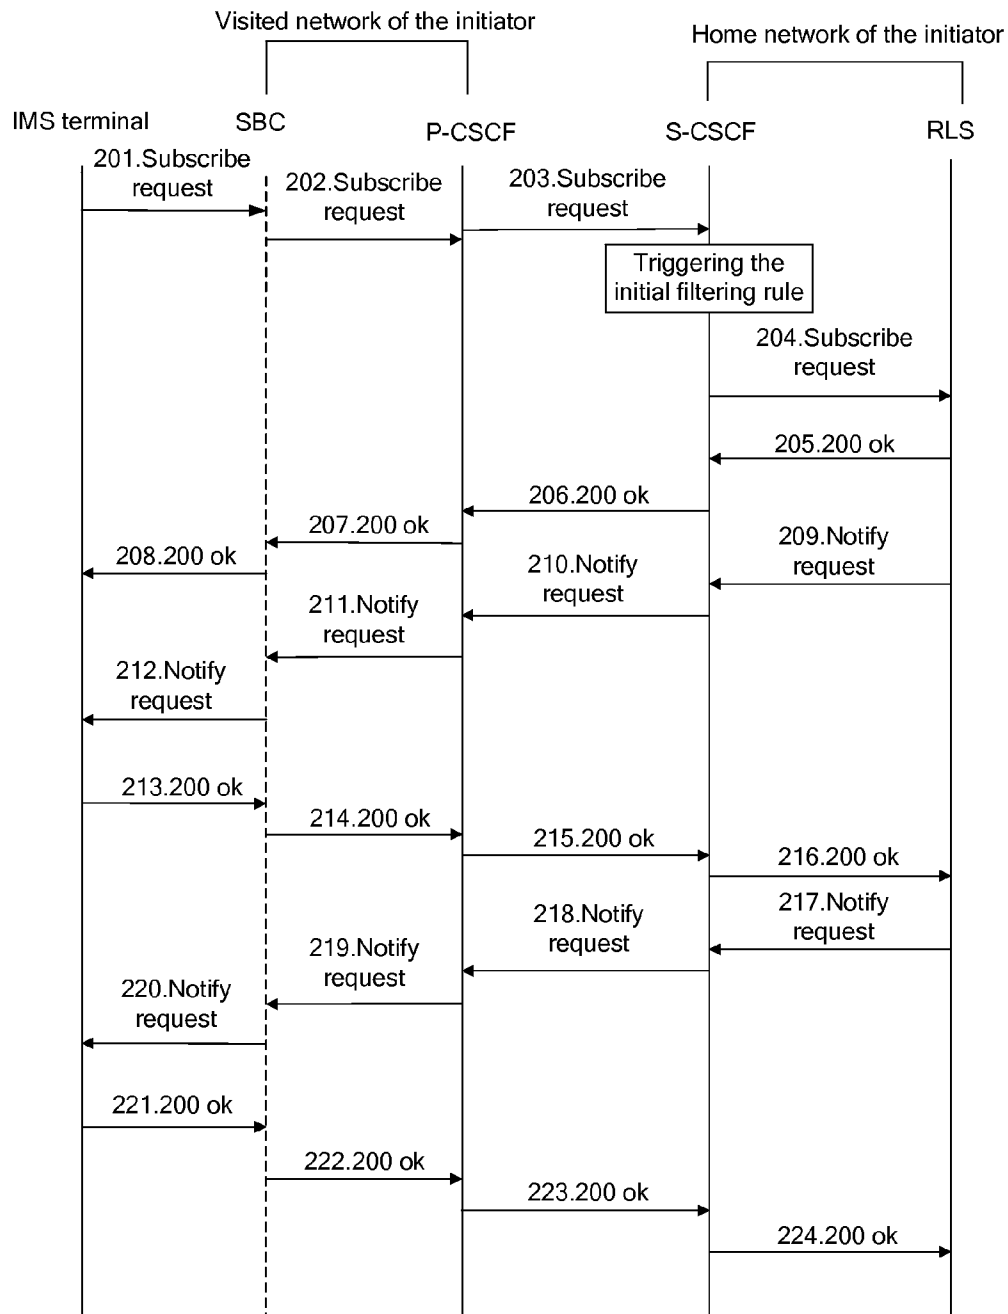 Visited network of the initiator
Home network of the initiator
IMS terminal
SBC
P-CSCF
S-CSCF
RLS
201.Subscribe
request
202.Subscribe
request
203.Subscribe
request
Triggering the
initial filtering rule
204.Subscribe
request
205.200 ok
206.200 ok
207.200 ok
208.200 ok
209.Notify
request
210.Notify
request
211.Notify
request
212.Notify
request
213.200 ok
214.200 ok
215.200 ok
216.200 ok
217.Notify
request
218.Notify
request
219.Notify
request
220.Notify
request
221.200 ok
222.200 ok
223.200 ok
224.200 ok